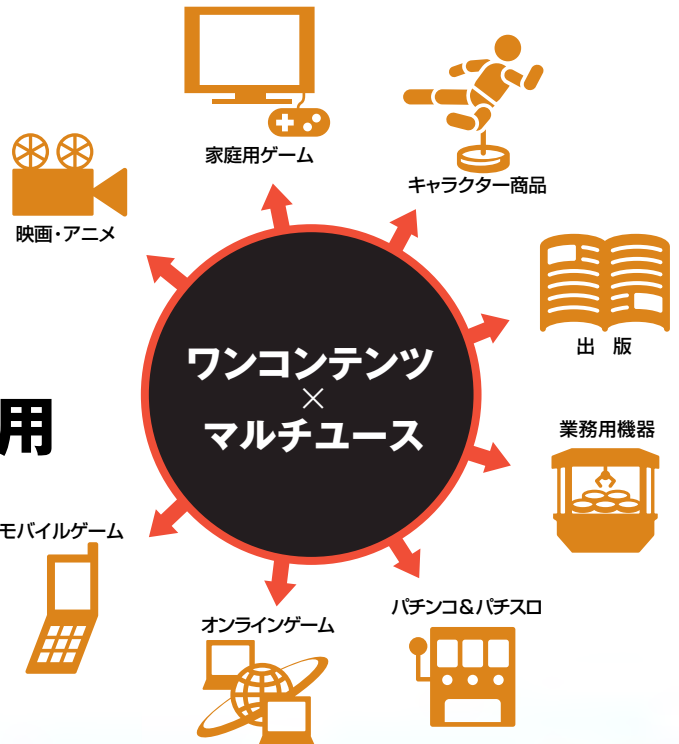 家庭用ゲーム
キャラクター商品
映画・アニメ
出 版
ワンコンテンツ
×
マルチユース
用
業務用機器
モバイルゲーム
パチンコ&パチスロ
オンラインゲーム